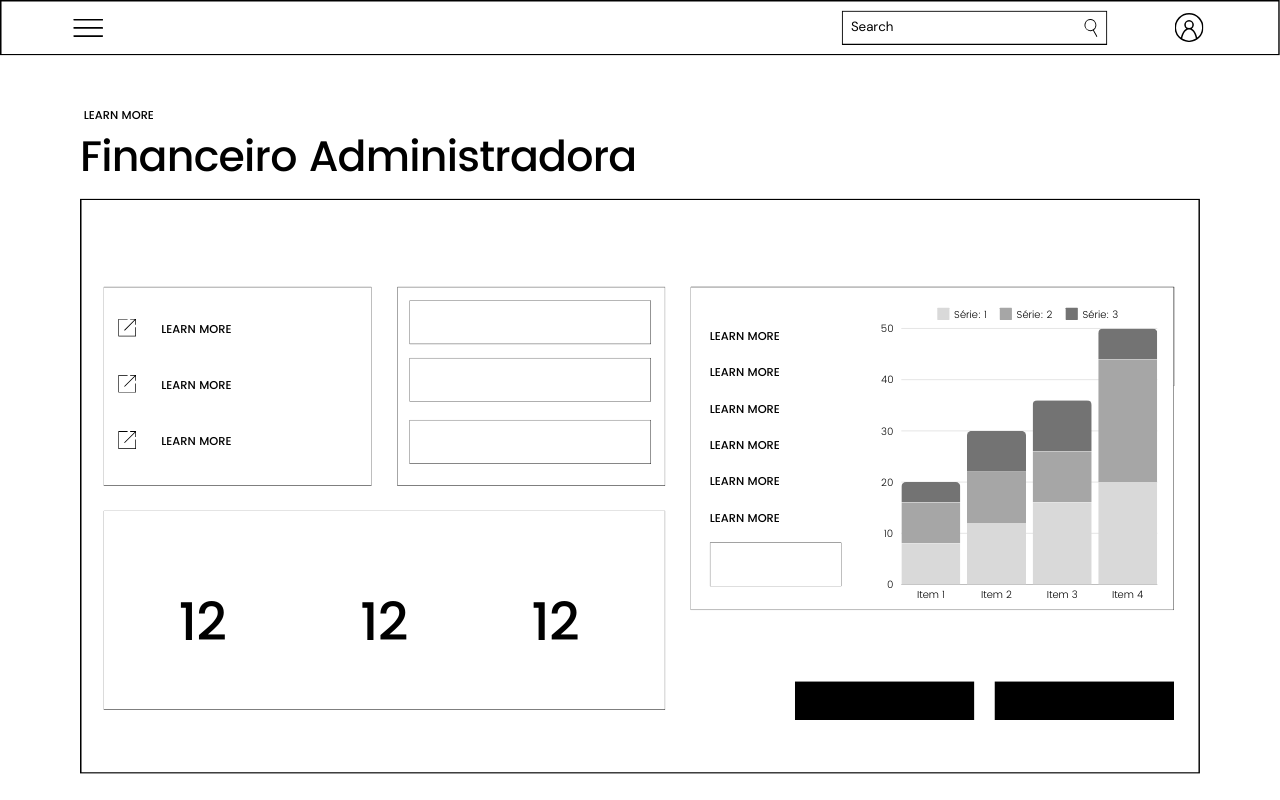 Search
LEARN MORE
Financeiro Administradora
LEARN MORE
LEARN MORE
LEARN MORE
12 12 12
LEARN MORE
LEARN MORE
LEARN MORE
LEARN MORE
LEARN MORE
LEARN MORE
Série: 1 Série: 2 Série: 3
50
40
30
20
10
0
Item 1 Item 2 Item 3 Item 4